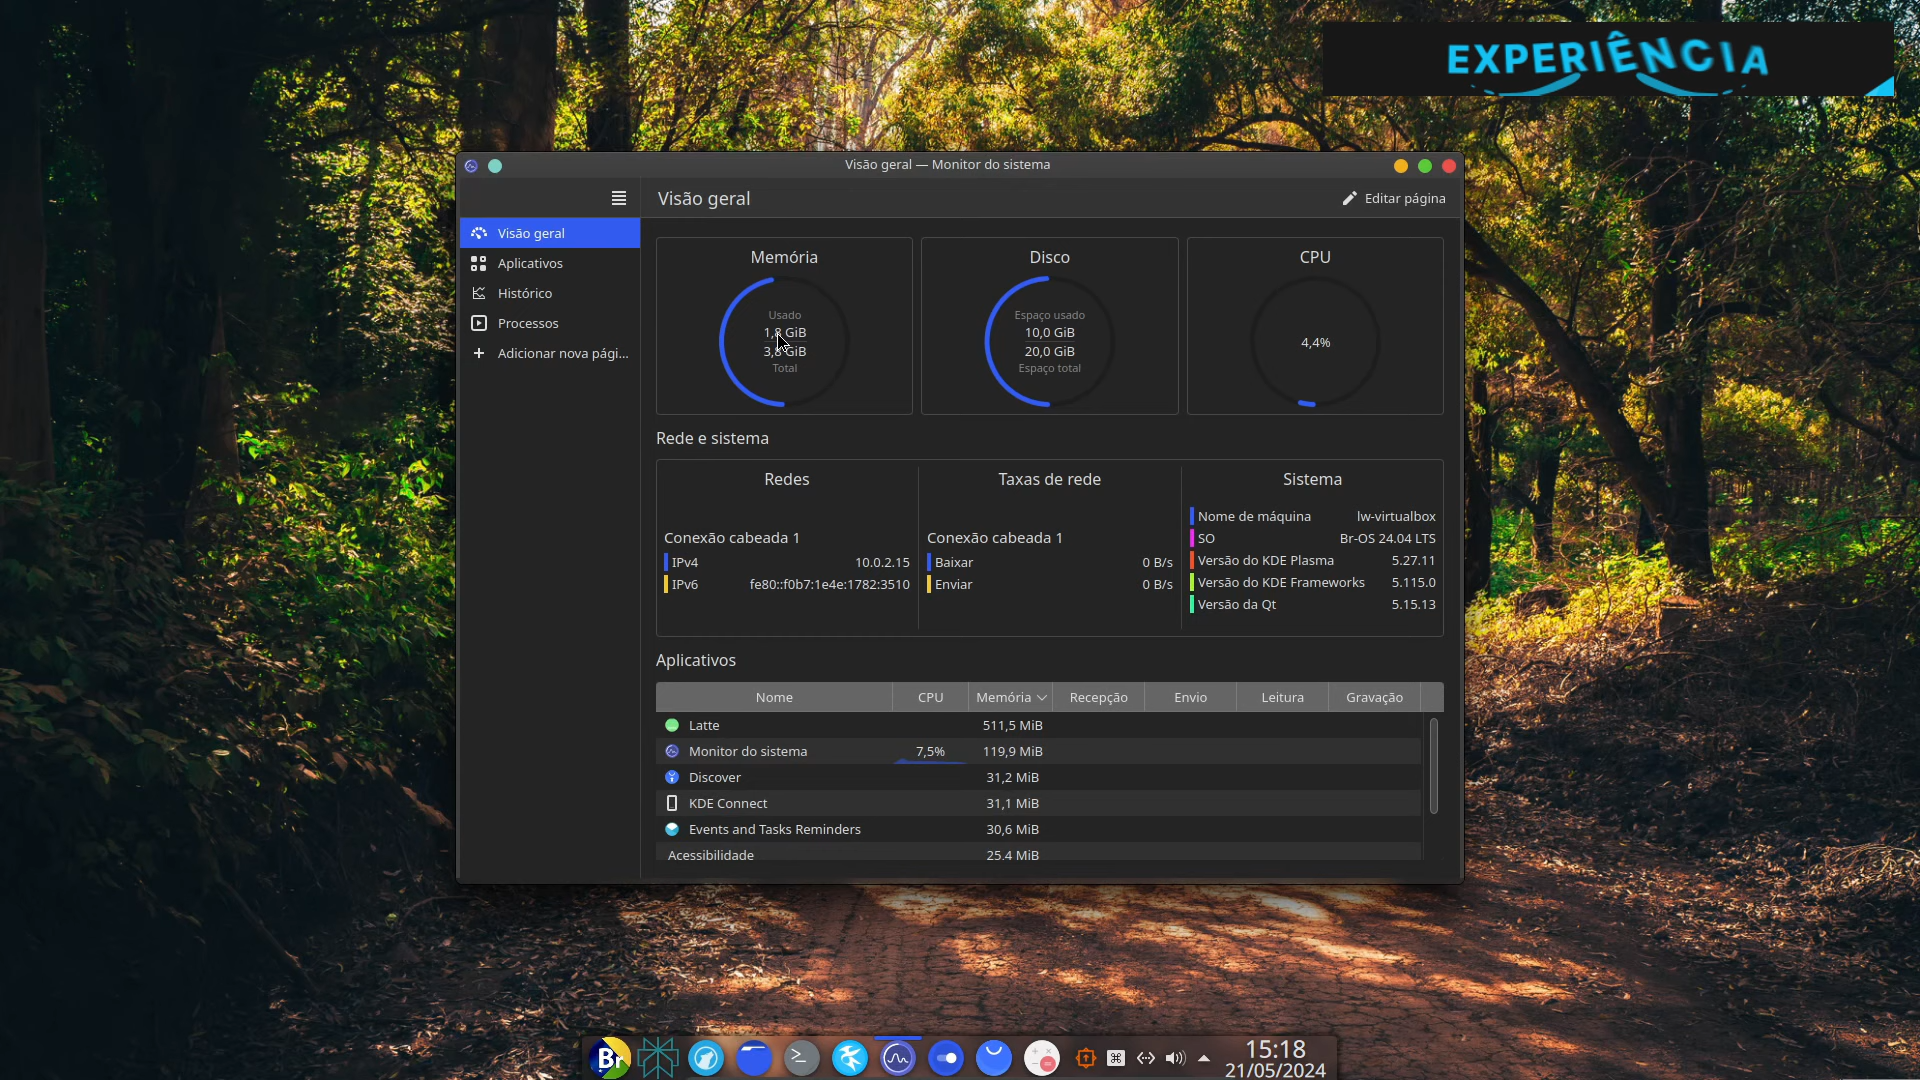 EXPERIÊNCIA
Visão geral — Monitor do sistema
Visão geral
Editar página
Visão geral
Aplicativos
Histórico
Processos
Adicionar nova pági...
Memória
Usado
1,8 GiB
3,8 GiB
Total
Disco
Espaço usado
10,0 GiB
20,0 GiB
Espaço total
CPU
4,4%
Rede e sistema
Redes
Conexão cabeada 1
IPv4 10.0.2.15
IPv6 fe80::f0b7:1e4e:1782:3510
Taxas de rede
Conexão cabeada 1
Baixar 0 B/s
Enviar 0 B/s
Sistema
Nome de máquina lw-virtualbox
SO Br-OS 24.04 LTS
Versão do KDE Plasma 5.27.11
Versão do KDE Frameworks 5.115.0
Versão da Qt 5.15.13
Aplicativos
Nome CPU Memória Recepção Envio Leitura Gravação
Latte 511,5 MiB
Monitor do sistema 7,5% 119,9 MiB
Discover 31,2 MiB
KDE Connect 31,1 MiB
Events and Tasks Reminders 30,6 MiB
Acessibilidade 25,4 MiB
Br
15:18
21/05/2024